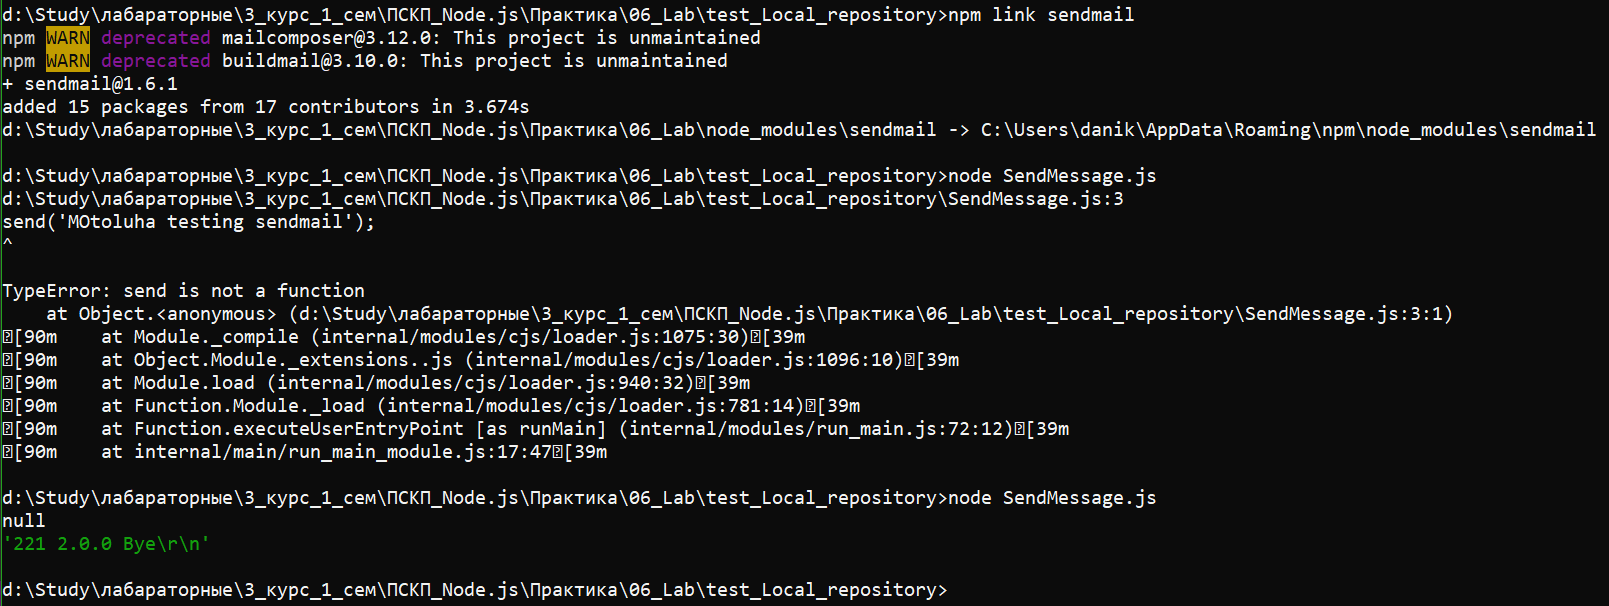 d:\Study\лабараторные\3_курс_1_сем\ПСКП_Node.js\Практика\06_Lab\test_Local_repository>npm link sendmail
npm WARN deprecated mailcomposer@3.12.0: This project is unmaintained
npm WARN deprecated buildmail@3.10.0: This project is unmaintained
+ sendmail@1.6.1
added 15 packages from 17 contributors in 3.674s
d:\Study\лабараторные\3_курс_1_сем\ПСКП_Node.js\Практика\06_Lab\node_modules\sendmail -> C:\Users\danik\AppData\Roaming\npm\node_modules\sendmail
d:\Study\лабараторные\3_курс_1_сем\ПСКП_Node.js\Практика\06_Lab\test_Local_repository>node SendMessage.js
d:\Study\лабараторные\3_курс_1_сем\ПСКП_Node.js\Практика\06_Lab\test_Local_repository\SendMessage.js:3
send('MOtoluha testing sendmail');
^
TypeError: send is not a function
    at Object.<anonymous> (d:\Study\лабараторные\3_курс_1_сем\ПСКП_Node.js\Практика\06_Lab\test_Local_repository\SendMessage.js:3:1)
�[90m    at Module._compile (internal/modules/cjs/loader.js:1075:30)�[39m
�[90m    at Object.Module._extensions..js (internal/modules/cjs/loader.js:1096:10)�[39m
�[90m    at Module.load (internal/modules/cjs/loader.js:940:32)�[39m
�[90m    at Function.Module._load (internal/modules/cjs/loader.js:781:14)�[39m
�[90m    at Function.executeUserEntryPoint [as runMain] (internal/modules/run_main.js:72:12)�[39m
�[90m    at internal/main/run_main_module.js:17:47�[39m
d:\Study\лабараторные\3_курс_1_сем\ПСКП_Node.js\Практика\06_Lab\test_Local_repository>node SendMessage.js
null
'221 2.0.0 Bye\r\n'
d:\Study\лабараторные\3_курс_1_сем\ПСКП_Node.js\Практика\06_Lab\test_Local_repository>